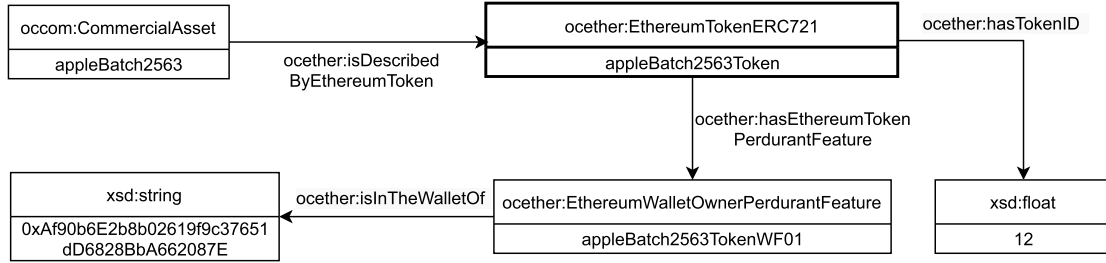 occom:CommercialAsset
appleBatch2563
ocether:isDescribed
ByEthereumToken
ocether:EthereumTokenERC721
appleBatch2563Token
ocether:hasTokenID
ocether:hasEthereumToken
PerdurantFeature
xsd:string
0xAf90b6E2b8b02619f9c37651
dD6828BbA662087E
ocether:isInTheWalletOf
ocether:EthereumWalletOwnerPerdurantFeature
appleBatch2563TokenWF01
xsd:float
12